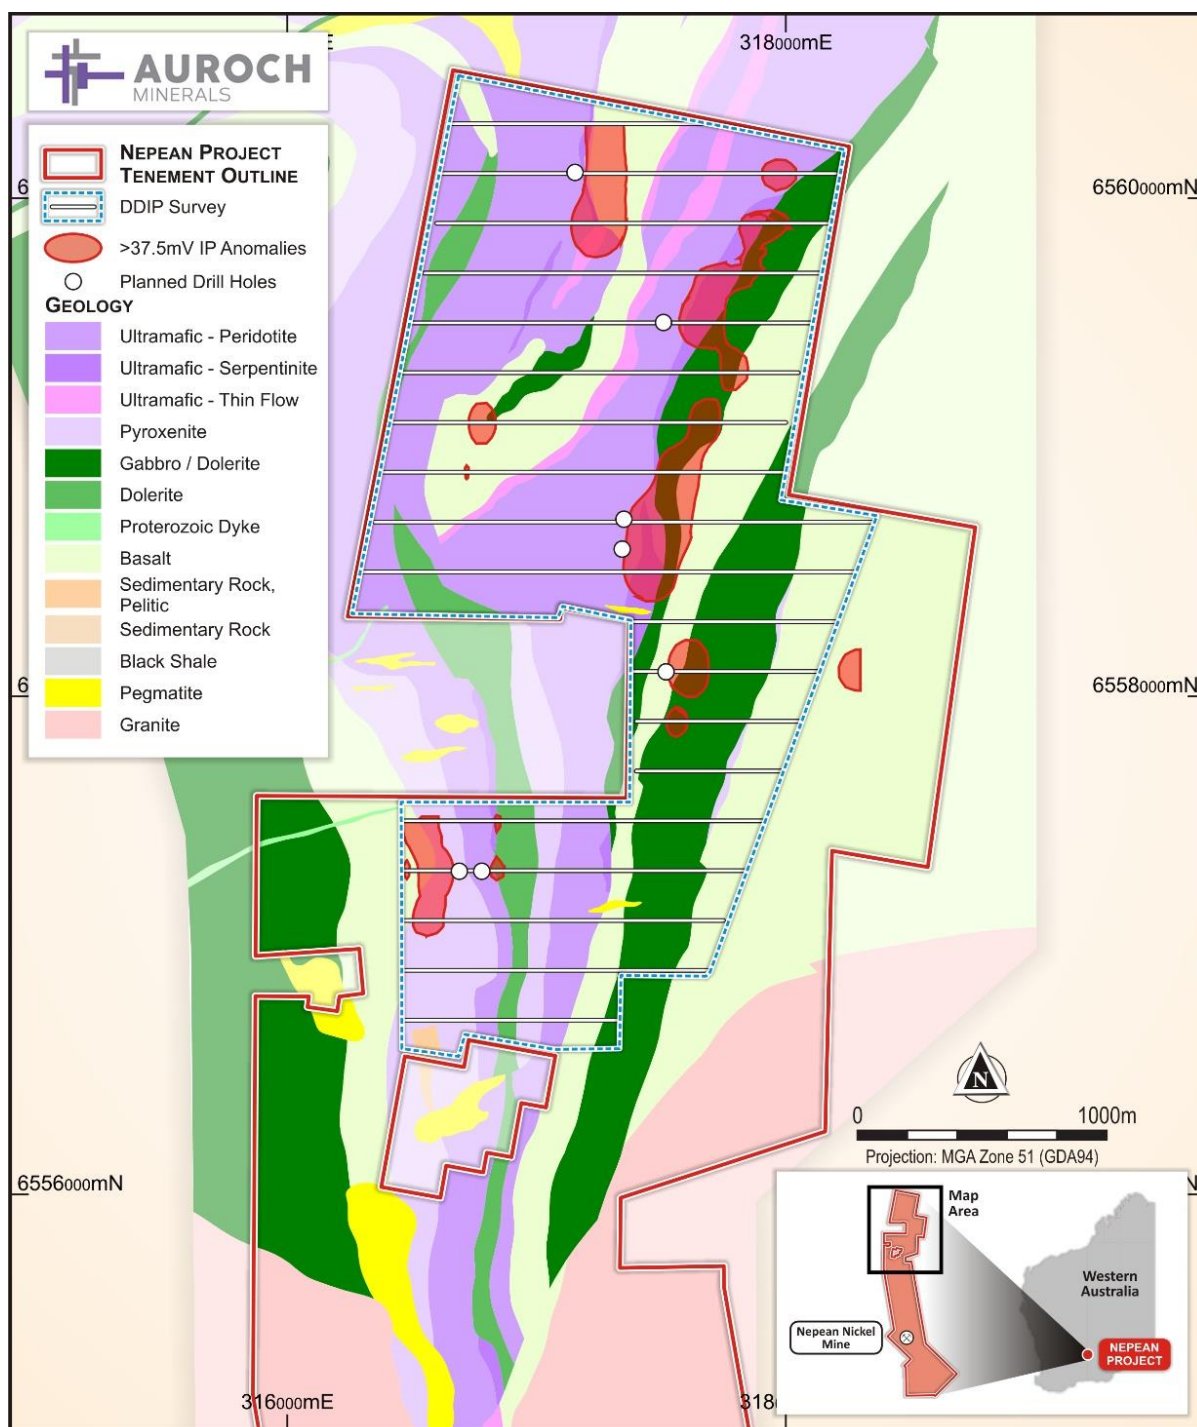 E
318000mE
AUROCH
MINERALS
NEPEAN PROJECT
TENEMENT OUTLINE
DDIP Survey
>37.5mV IP Anomalies
Planned Drill Holes
GEOLOGY
Ultramafic - Peridotite
Ultramafic - Serpentinite
Ultramafic - Thin Flow
Pyroxenite
Gabbro / Dolerite
Dolerite
Proterozoic Dyke
Basalt
Sedimentary Rock,
Pelitic
Sedimentary Rock
Black Shale
Pegmatite
Granite
6
6560000mN
6
6558000mN
N
0 1000m
Projection: MGA Zone 51 (GDA94)
6556000mN
N
Map
Area
Western
Australia
Nepean Nickel
Mine
NEPEAN
PROJECT
316000mE
318